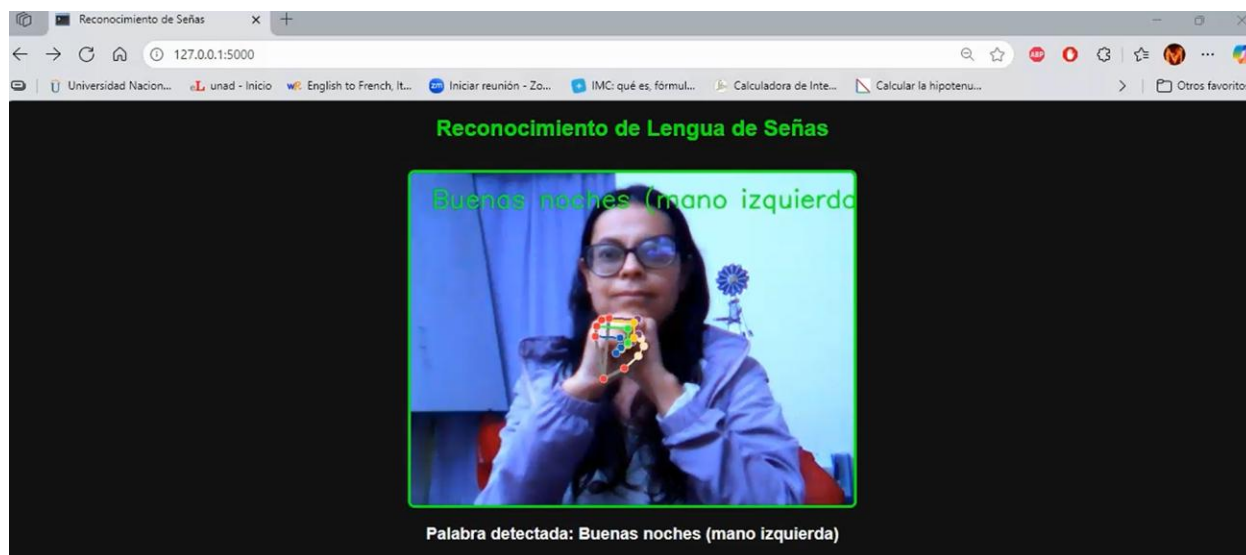 Reconocimiento de Señas
127.0.0.1:5000
Universidad Nacion... unad - Inicio English to French, It... Iniciar reunión - Zo... IMC: qué es, fórmul... Calculadora de Inte... Calcular la hipotenu... Otros favoritos
Reconocimiento de Lengua de Señas
Buenas noches (mano izquierda
Palabra detectada: Buenas noches (mano izquierda)